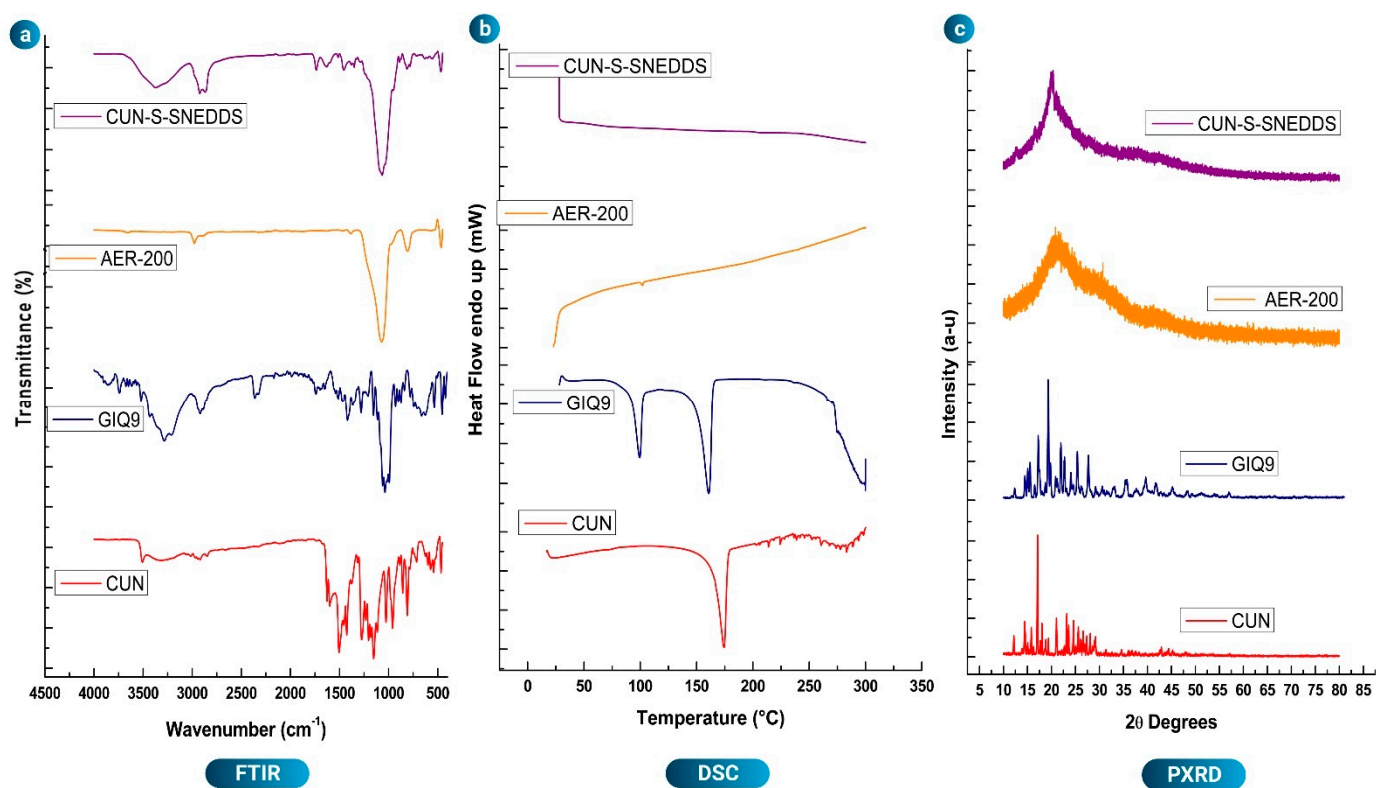 a
CUN-S-SNEDDS
AER-200
GIQ9
CUN
Transmittance (%)
4500 4000 3500 3000 2500 2000 1500 1000 500
Wavenumber (cm⁻¹)
FTIR
b
CUN-S-SNEDDS
AER-200
GIQ9
CUN
Heat Flow endo up (mW)
0 50 100 150 200 250 300 350
Temperature (°C)
DSC
c
CUN-S-SNEDDS
AER-200
GIQ9
CUN
Intensity (a-u)
5 10 15 20 25 30 35 40 45 50 55 60 65 70 75 80 85
2θ Degrees
PXRD